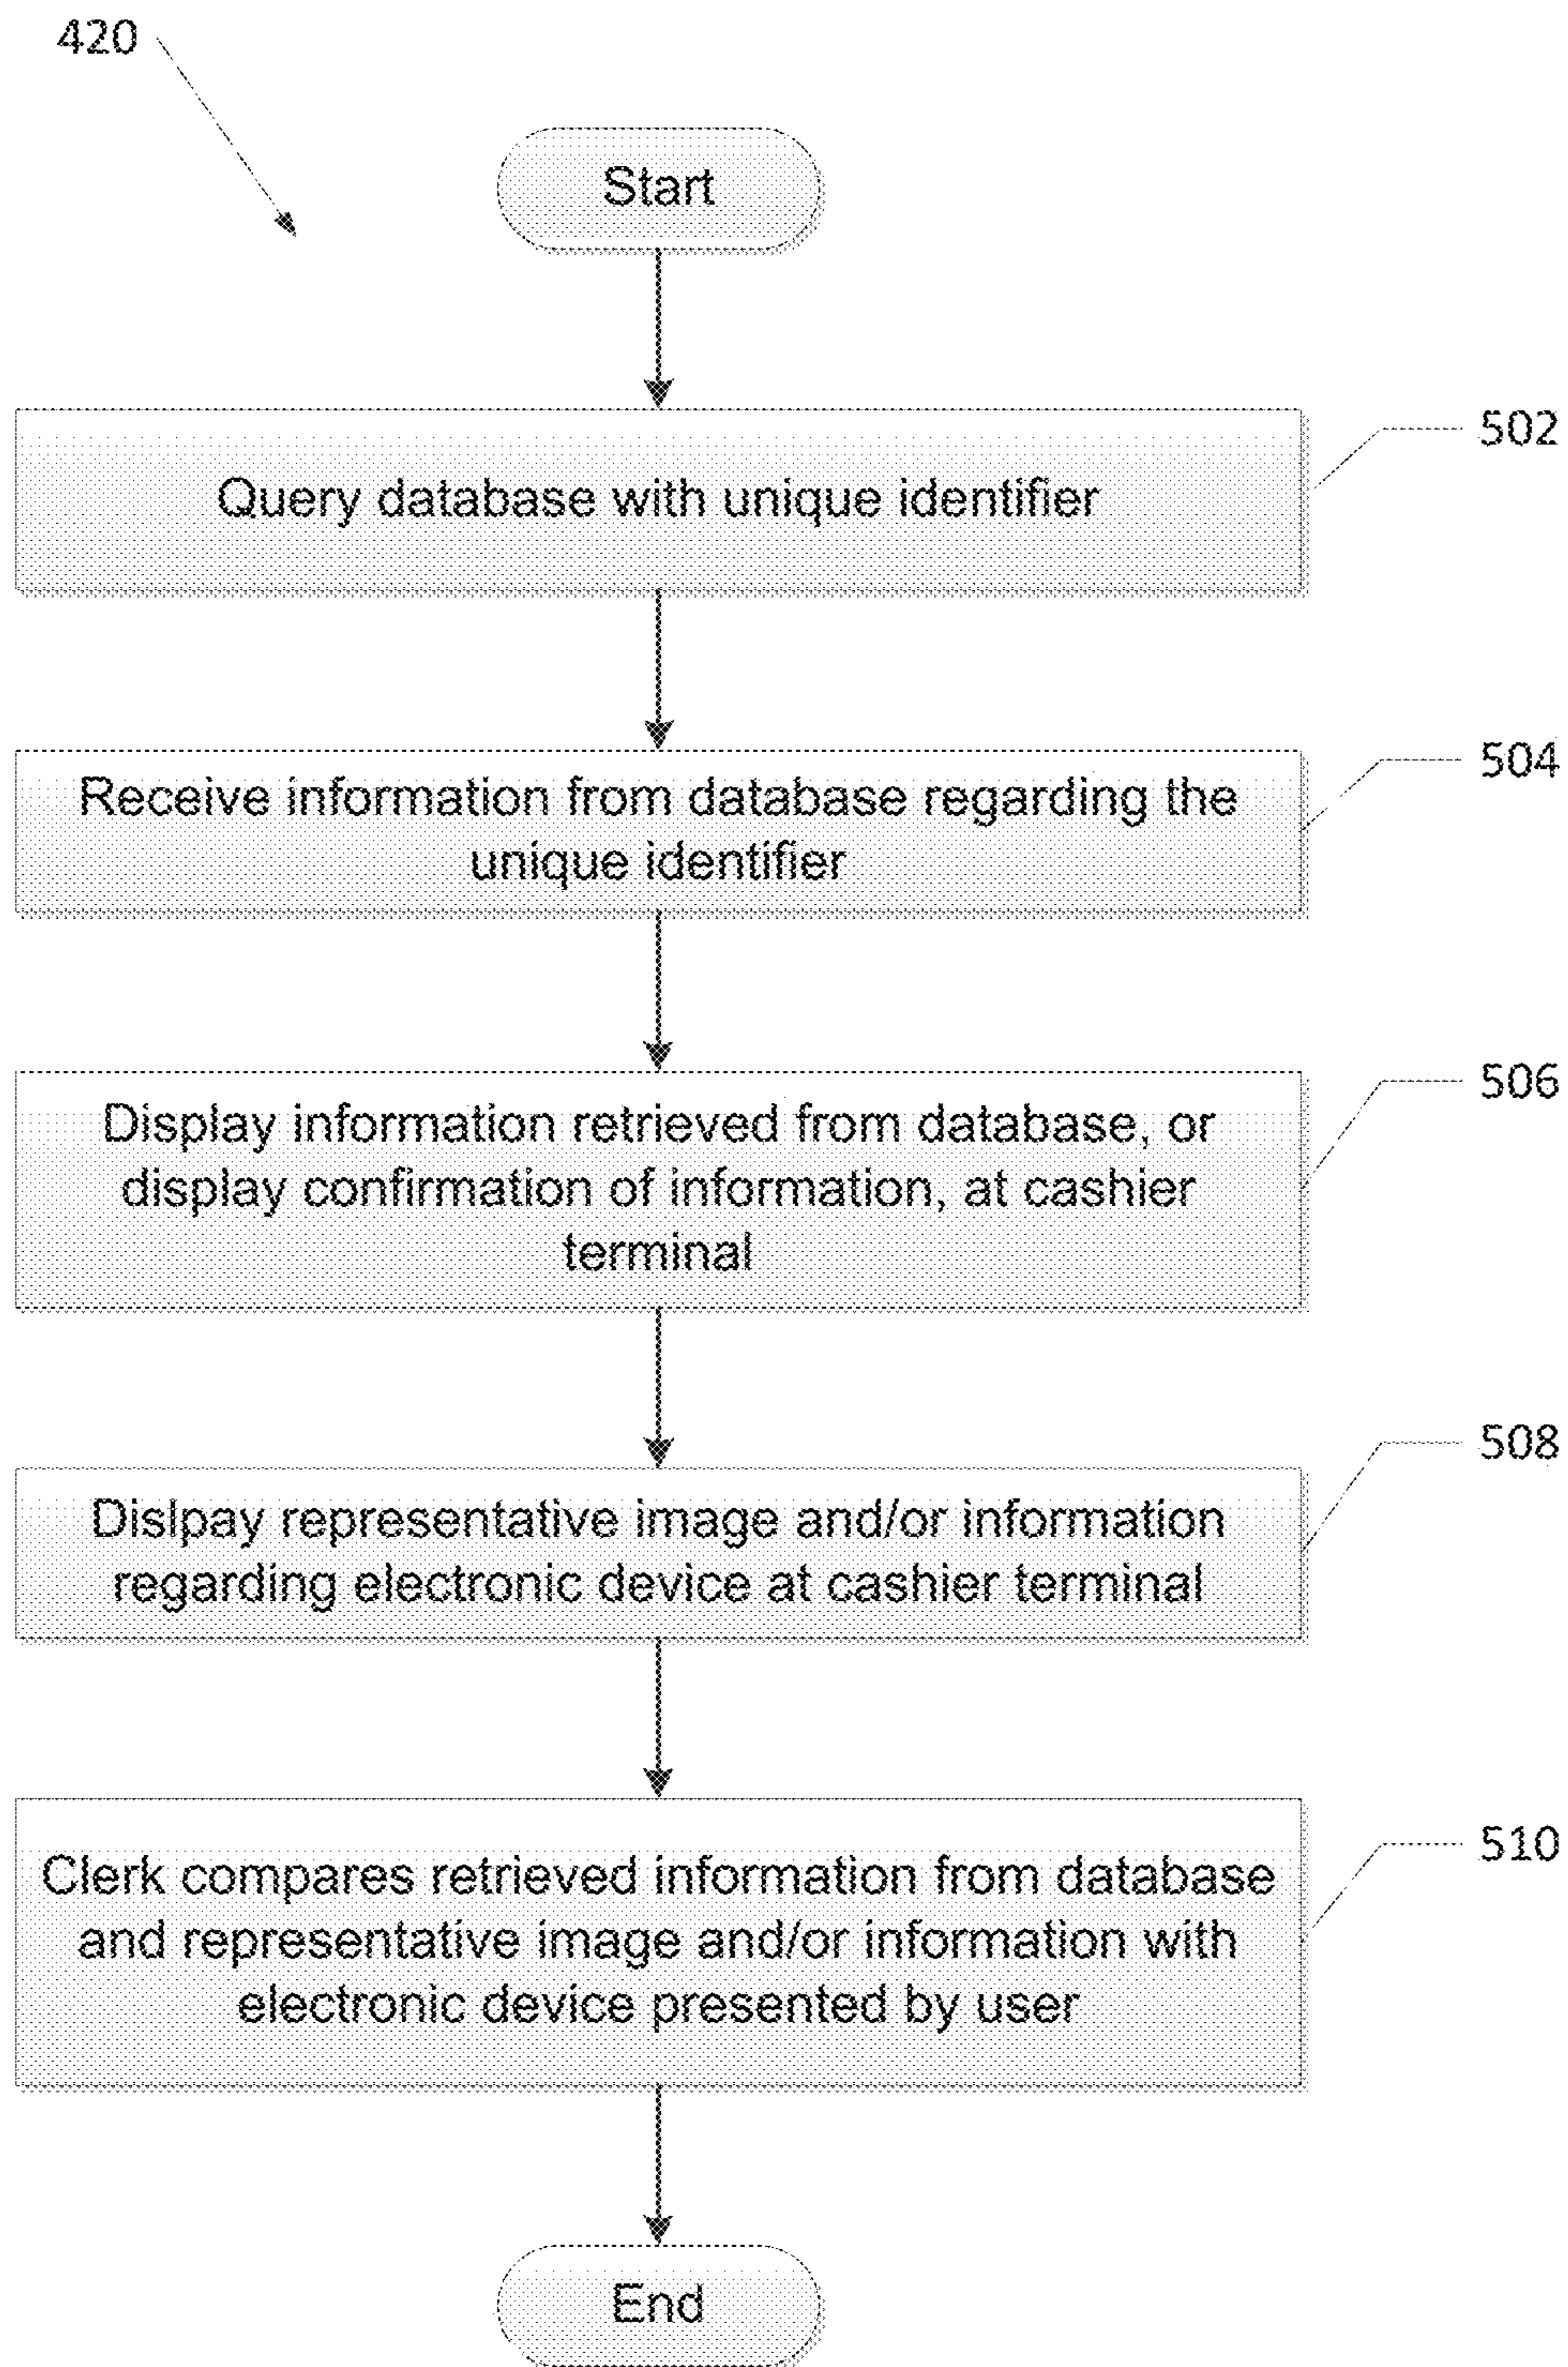 420
Start
Query database with unique identifier
502
Receive information from database regarding the
unique identifier
504
Display information retrieved from database, or
display confirmation of information, at cashier
terminal
506
Dislpay representative image and/or information
regarding electronic device at cashier terminal
508
Clerk compares retrieved information from database
and representative image and/or information with
electronic device presented by user
510
End